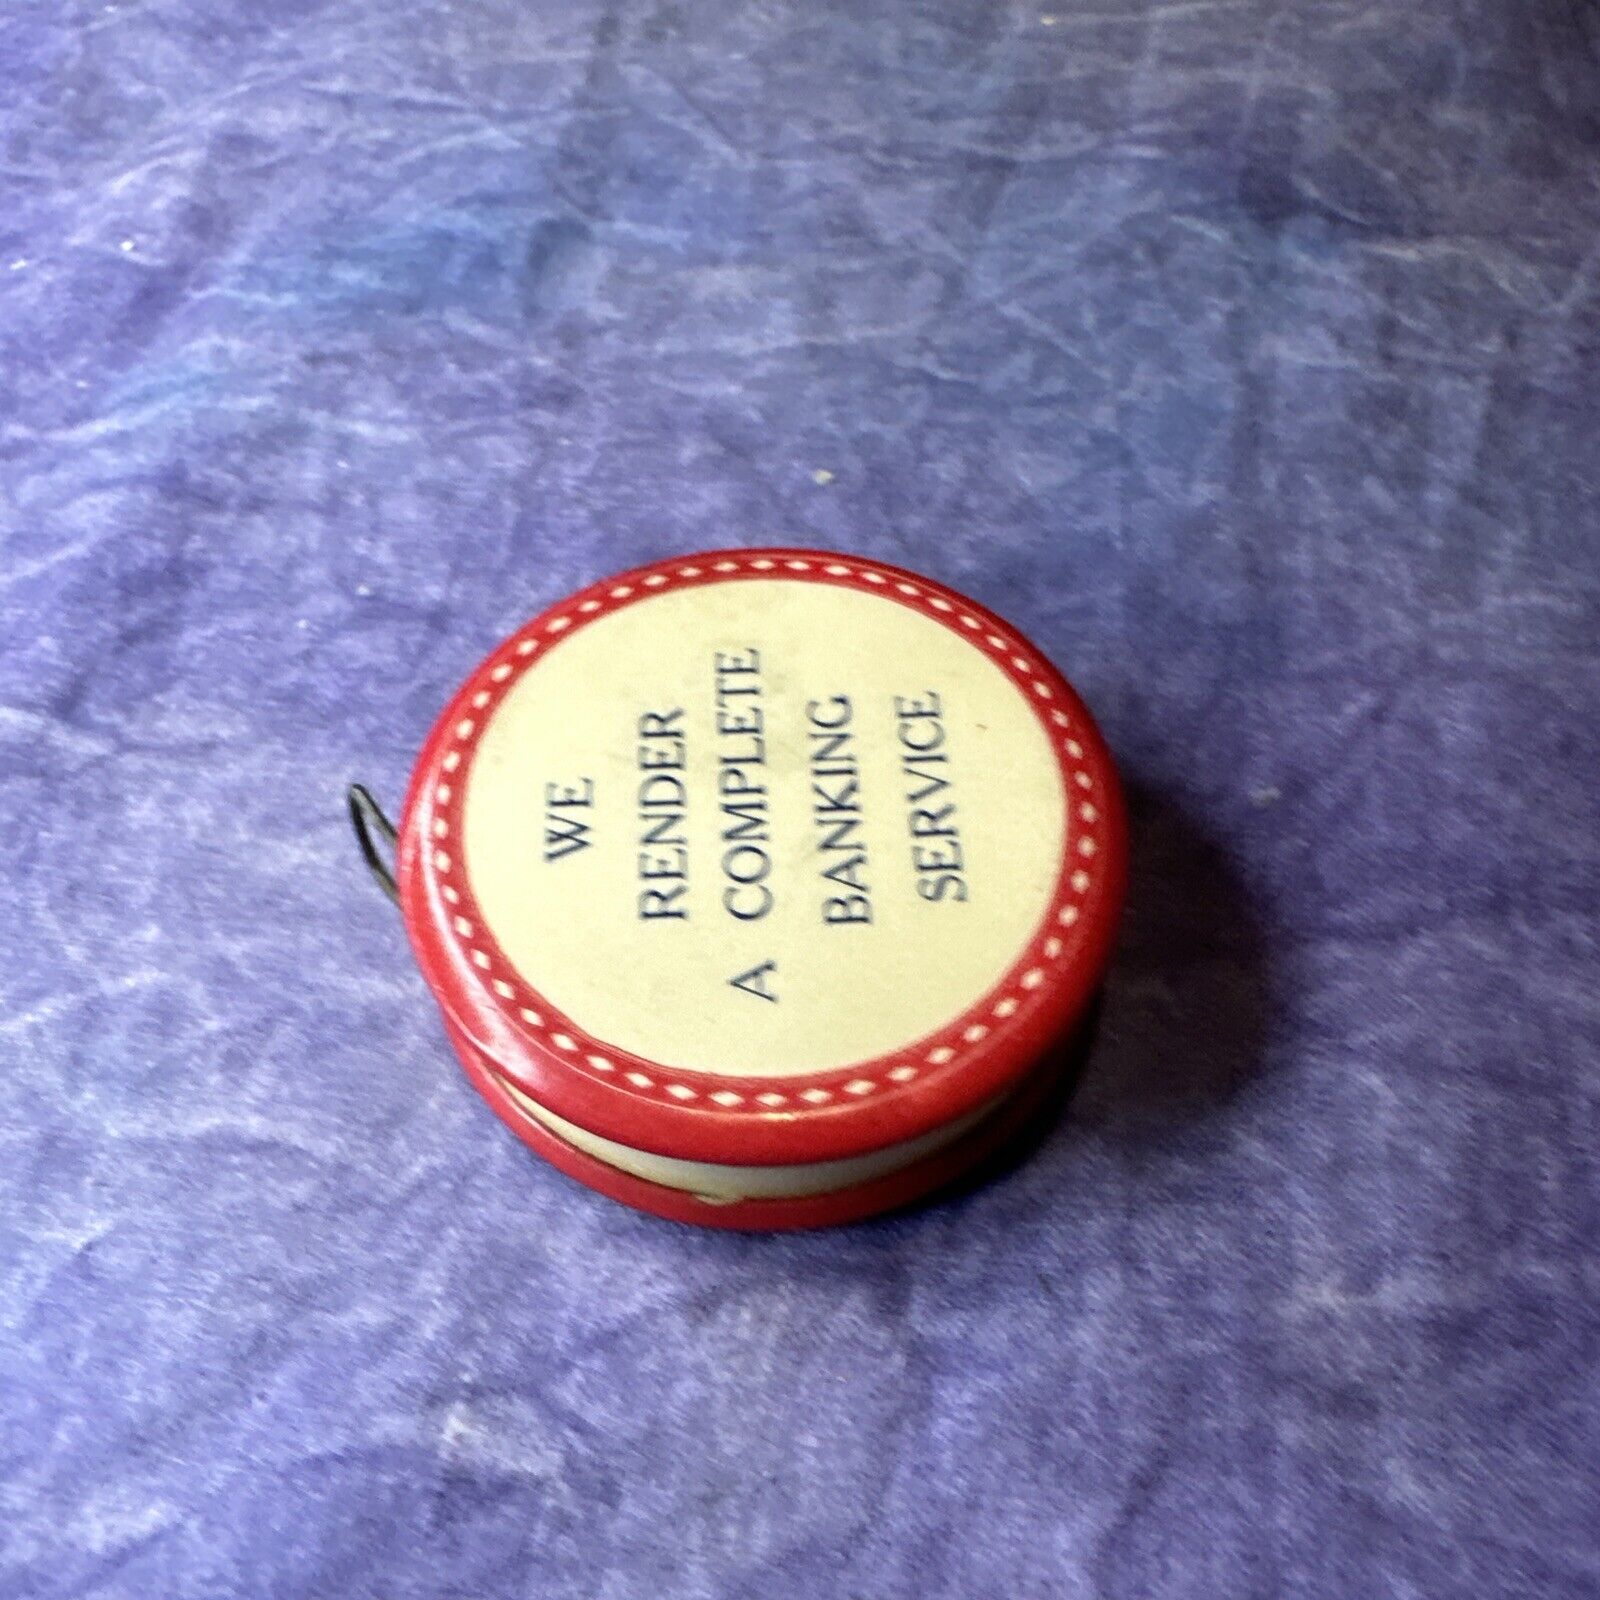 WE
RENDER
A COMPLETE
BANKING
SERVICE